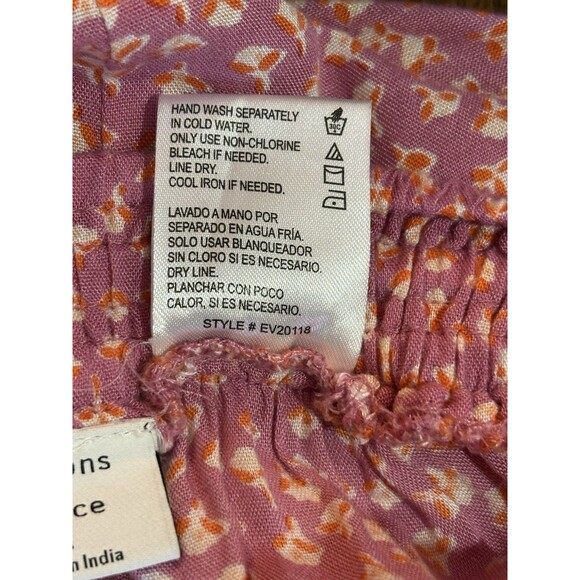 HAND WASH SEPARATELY
IN COLD WATER.
ONLY USE NON-CHLORINE
BLEACH IF NEEDED.
LINE DRY.
COOL IRON IF NEEDED.
LAVADO A MANO POR
SEPARADO EN AGUA FRÍA.
SOLO USAR BLANQUEADOR
SIN CLORO SI ES NECESARIO.
DRY LINE.
PLANCHAR CON POCO
CALOR, SI ES NECESARIO.
STYLE # EV20118
ons
ce
India